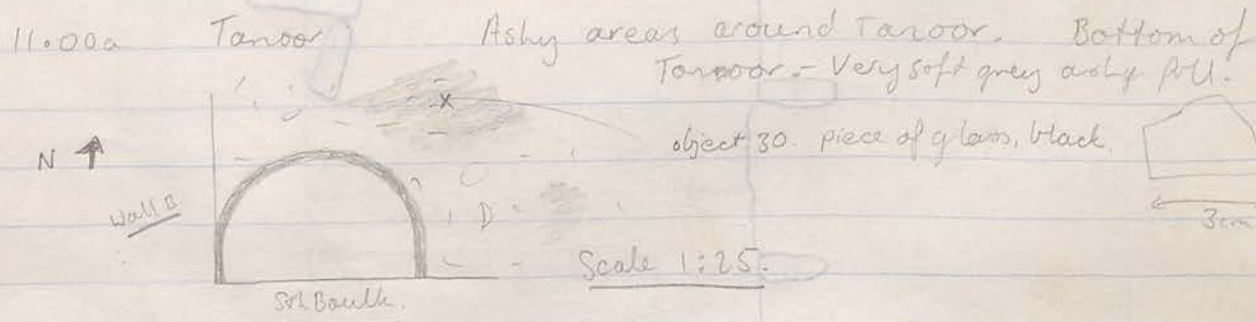 11.00a Tanoor Ashy areas around Tanoor. Bottom of
Tanoor.- Very soft grey ashy fill.
X
N
object 30. piece of glass, black.
Wall B
D
3cm
Scale 1:25.
Sth Baulk.